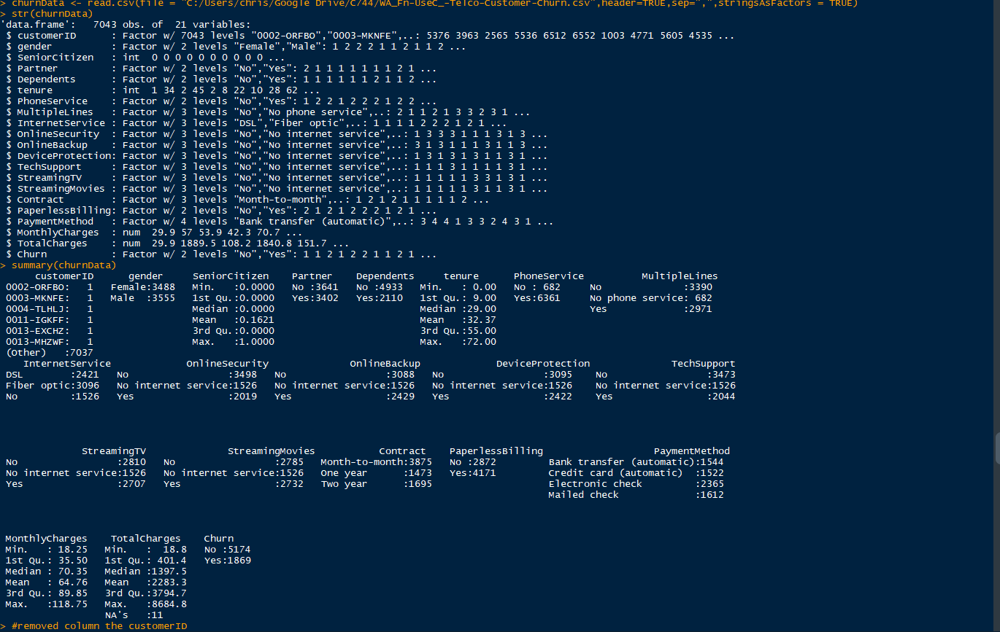 > churnData <- read.csv(file = "C:/Users/chris/Google Drive/C/44/WA_Fn-UseC_-Telco-Customer-Churn.csv",header=TRUE,sep=",",stringsAsFactors = TRUE)
> str(churnData)
'data.frame':   7043 obs. of  21 variables:
 $ customerID      : Factor w/ 7043 levels "0002-ORFBO","0003-MKNFE",..: 5376 3963 2565 5536 6512 6552 1003 4771 5605 4535 ...
 $ gender          : Factor w/ 2 levels "Female","Male": 1 2 2 2 1 1 2 1 1 2 ...
 $ SeniorCitizen   : int  0 0 0 0 0 0 0 0 0 0 ...
 $ Partner         : Factor w/ 2 levels "No","Yes": 2 1 1 1 1 1 1 1 2 1 ...
 $ Dependents      : Factor w/ 2 levels "No","Yes": 1 1 1 1 1 1 2 1 1 2 ...
 $ tenure          : int  1 34 2 45 2 8 22 10 28 62 ...
 $ PhoneService    : Factor w/ 2 levels "No","Yes": 1 2 2 1 2 2 2 1 2 2 ...
 $ MultipleLines   : Factor w/ 3 levels "No","No phone service",..: 2 1 1 2 1 3 3 2 3 1 ...
 $ InternetService : Factor w/ 3 levels "DSL","Fiber optic",..: 1 1 1 1 2 2 2 1 2 1 ...
 $ OnlineSecurity  : Factor w/ 3 levels "No","No internet service",..: 1 3 3 3 1 1 1 3 1 3 ...
 $ OnlineBackup    : Factor w/ 3 levels "No","No internet service",..: 3 1 3 1 1 1 3 1 1 3 ...
 $ DeviceProtection: Factor w/ 3 levels "No","No internet service",..: 1 3 1 3 1 3 1 1 3 1 ...
 $ TechSupport     : Factor w/ 3 levels "No","No internet service",..: 1 1 1 3 1 1 1 1 3 1 ...
 $ StreamingTV     : Factor w/ 3 levels "No","No internet service",..: 1 1 1 1 1 3 3 1 3 1 ...
 $ StreamingMovies : Factor w/ 3 levels "No","No internet service",..: 1 1 1 1 1 3 1 1 3 1 ...
 $ Contract        : Factor w/ 3 levels "Month-to-month",..: 1 2 1 2 1 1 1 1 1 2 ...
 $ PaperlessBilling: Factor w/ 2 levels "No","Yes": 2 1 2 1 2 2 2 1 2 1 ...
 $ PaymentMethod   : Factor w/ 4 levels "Bank transfer (automatic)",..: 3 4 4 1 3 3 2 4 3 1 ...
 $ MonthlyCharges  : num  29.9 57 53.9 42.3 70.7 ...
 $ TotalCharges    : num  29.9 1889.5 108.2 1840.8 151.7 ...
 $ Churn           : Factor w/ 2 levels "No","Yes": 1 1 2 1 2 2 1 1 2 1 ...
> summary(churnData)
      customerID      gender     SeniorCitizen    Partner    Dependents     tenure      PhoneService          MultipleLines
 0002-ORFBO:   1   Female:3488   Min.   :0.0000   No :3641   No :4933   Min.   : 0.00   No : 682     No              :3390
 0003-MKNFE:   1   Male  :3555   1st Qu.:0.0000   Yes:3402   Yes:2110   1st Qu.: 9.00   Yes:6361     No phone service: 682
 0004-TLHLJ:   1                 Median :0.0000                         Median :29.00                Yes             :2971
 0011-IGKFF:   1                 Mean   :0.1621                         Mean   :32.37
 0013-EXCHZ:   1                 3rd Qu.:0.0000                         3rd Qu.:55.00
 0013-MHZWF:   1                 Max.   :1.0000                         Max.   :72.00
 (Other)   :7037
    InternetService             OnlineSecurity              OnlineBackup             DeviceProtection              TechSupport
 DSL        :2421   No                 :3498   No                 :3088   No                 :3095   No                 :3473
 Fiber optic:3096   No internet service:1526   No internet service:1526   No internet service:1526   No internet service:1526
 No         :1526   Yes                :2019   Yes                :2429   Yes                :2422   Yes                :2044
              StreamingTV              StreamingMovies           Contract    PaperlessBilling                   PaymentMethod
 No                 :2810   No                 :2785   Month-to-month:3875   No :2872         Bank transfer (automatic):1544
 No internet service:1526   No internet service:1526   One year      :1473   Yes:4171         Credit card (automatic)  :1522
 Yes                :2707   Yes                :2732   Two year      :1695                    Electronic check         :2365
                                                                                              Mailed check             :1612
 MonthlyCharges    TotalCharges    Churn
 Min.   : 18.25   Min.   :  18.8   No :5174
 1st Qu.: 35.50   1st Qu.: 401.4   Yes:1869
 Median : 70.35   Median :1397.5
 Mean   : 64.76   Mean   :2283.3
 3rd Qu.: 89.85   3rd Qu.:3794.7
 Max.   :118.75   Max.   :8684.8
                  NA's   :11
> #removed column the customerID